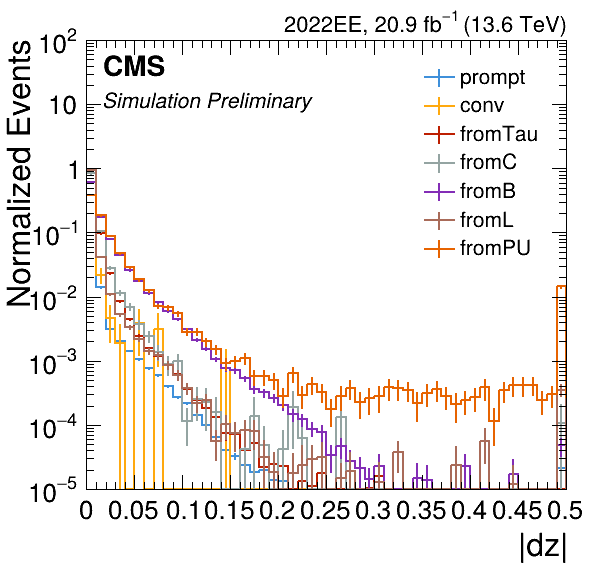 2022EE, 20.9 fb⁻¹ (13.6 TeV)
CMS
Simulation Preliminary
prompt
conv
fromTau
fromC
fromB
fromL
fromPU
Normalized Events
10²
10
1
10⁻¹
10⁻²
10⁻³
10⁻⁴
10⁻⁵
0 0.05 0.1 0.15 0.2 0.25 0.3 0.35 0.4 0.45 0.5
|dz|